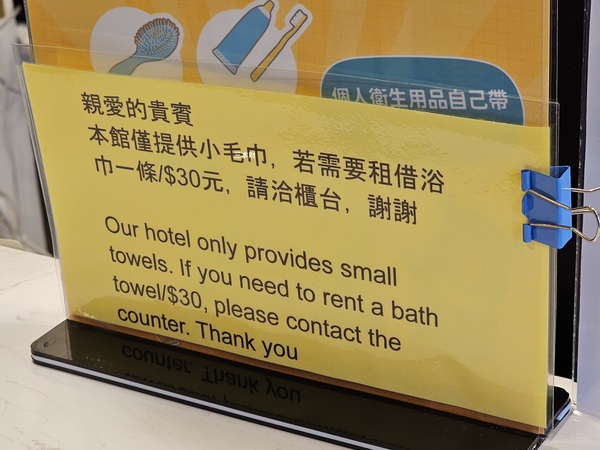 個人衛生用品自己帶
親愛的貴賓
本館僅提供小毛巾，若需要租借浴
巾一條/$30元，請洽櫃台，謝謝
Our hotel only provides small
towels. If you need to rent a bath
towel/$30, please contact the
counter. Thank you